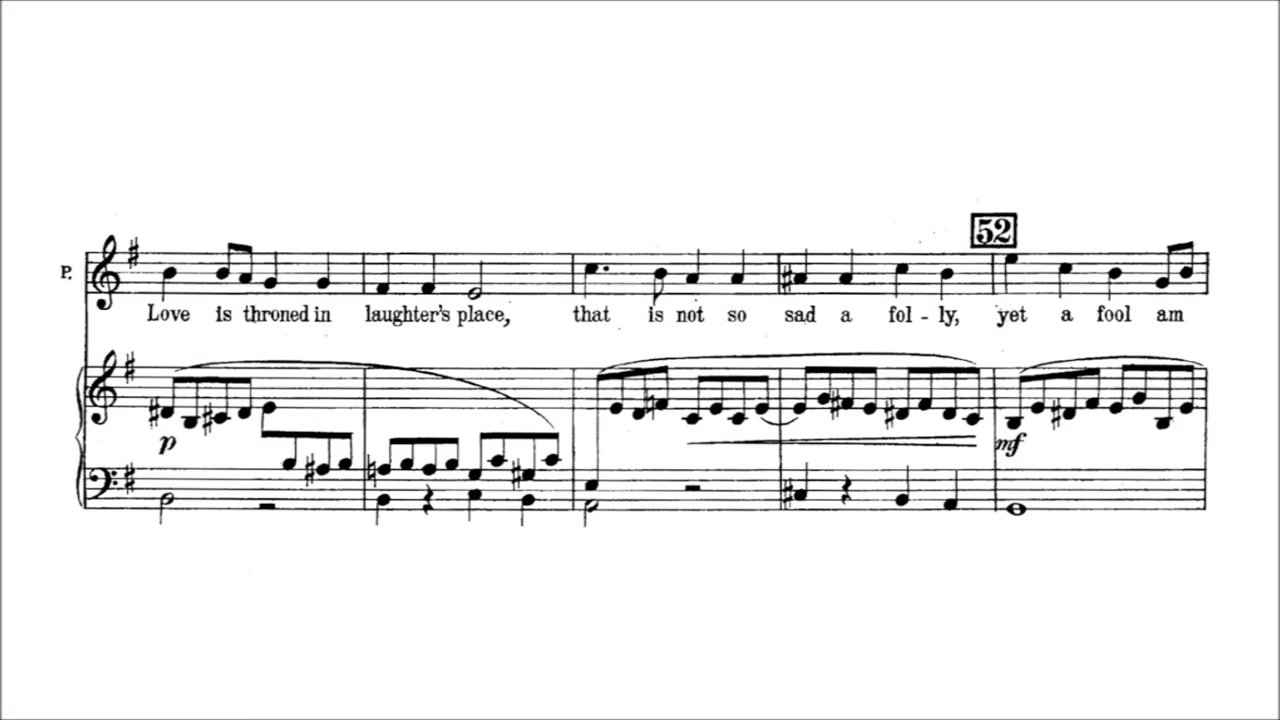 52
P.
Love is throned in laughter's place, that is not so sad a fol - ly, yet a fool am
p
mf